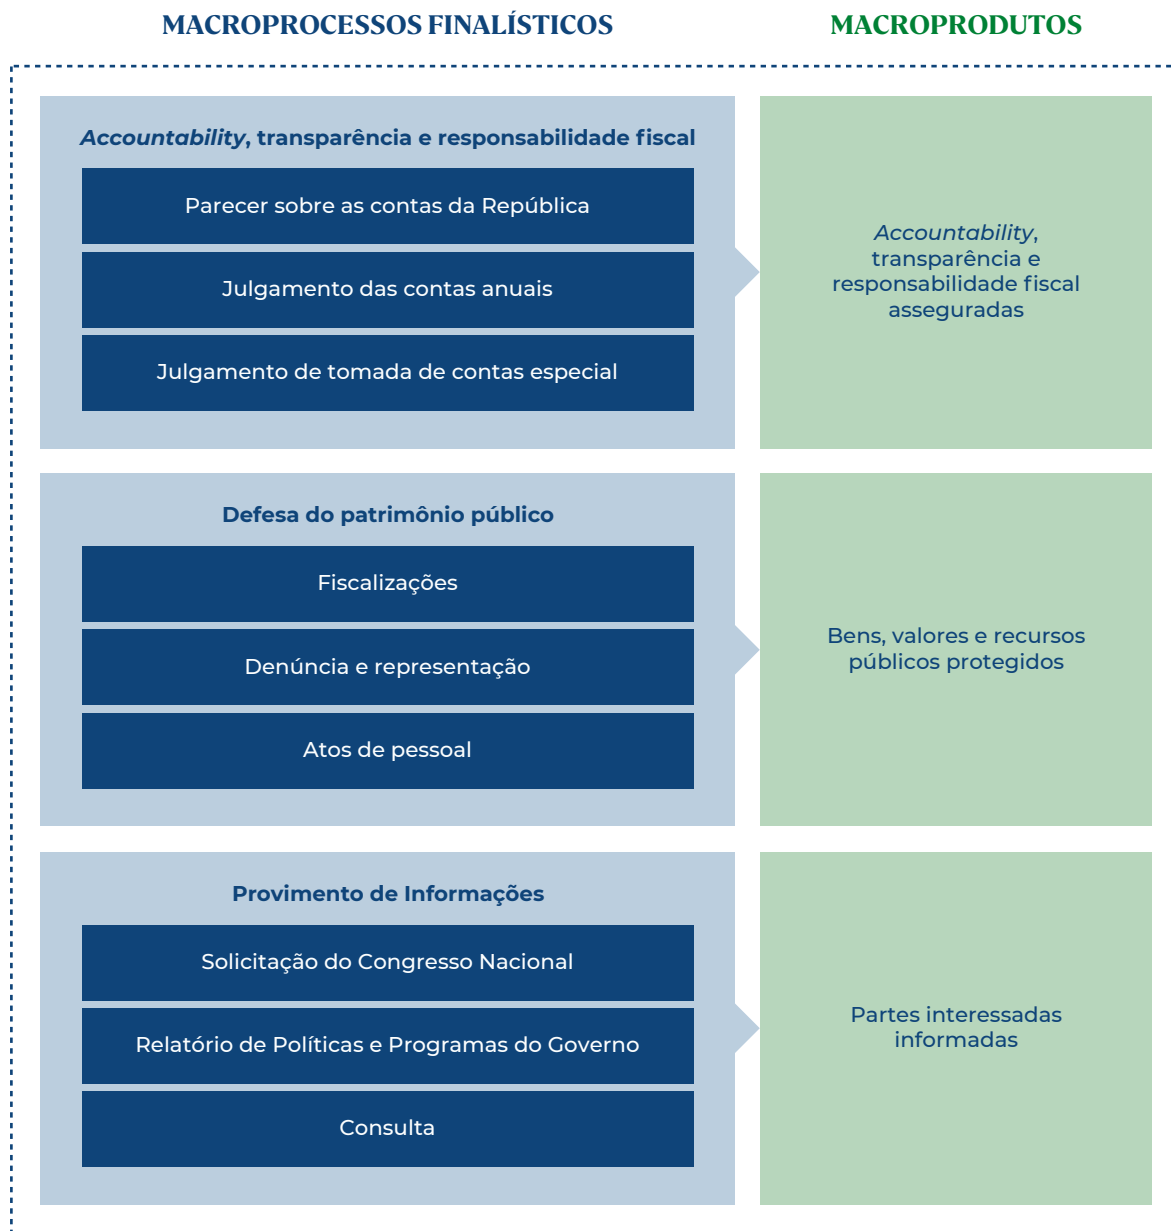 MACROPROCESSOS FINALÍSTICOS
MACROPRODUTOS
Accountability, transparência e responsabilidade fiscal
Parecer sobre as contas da República
Julgamento das contas anuais
Julgamento de tomada de contas especial
Accountability,
transparência e
responsabilidade fiscal
asseguradas
Defesa do patrimônio público
Fiscalizações
Denúncia e representação
Atos de pessoal
Bens, valores e recursos
públicos protegidos
Provimento de Informações
Solicitação do Congresso Nacional
Relatório de Políticas e Programas do Governo
Consulta
Partes interessadas
informadas